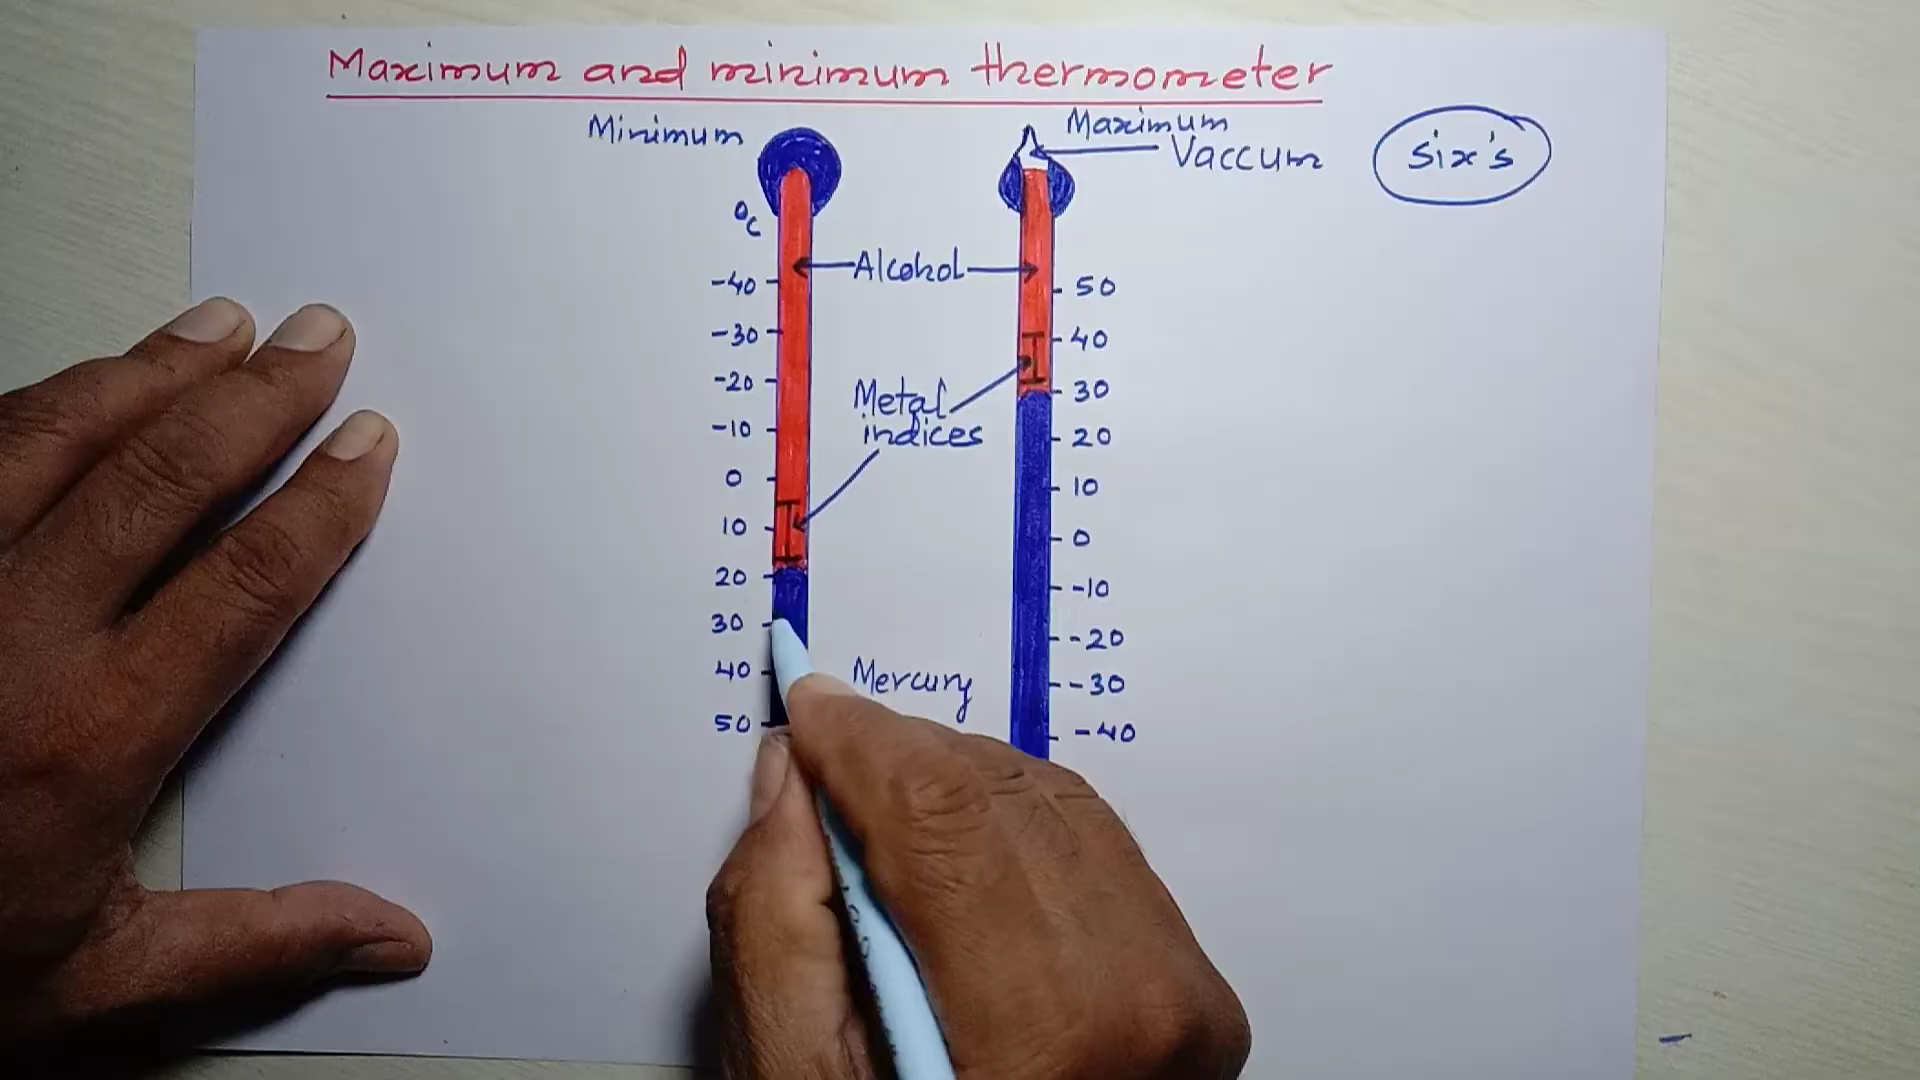 Maximum and minimum thermometer
Minimum
Maximum
Vaccum
six's
°C
Alcohol
-40
-30
-20
-10
0
10
20
30
40
50
Metal
indices
Mercury
50
40
30
20
10
0
-10
-20
-30
-40